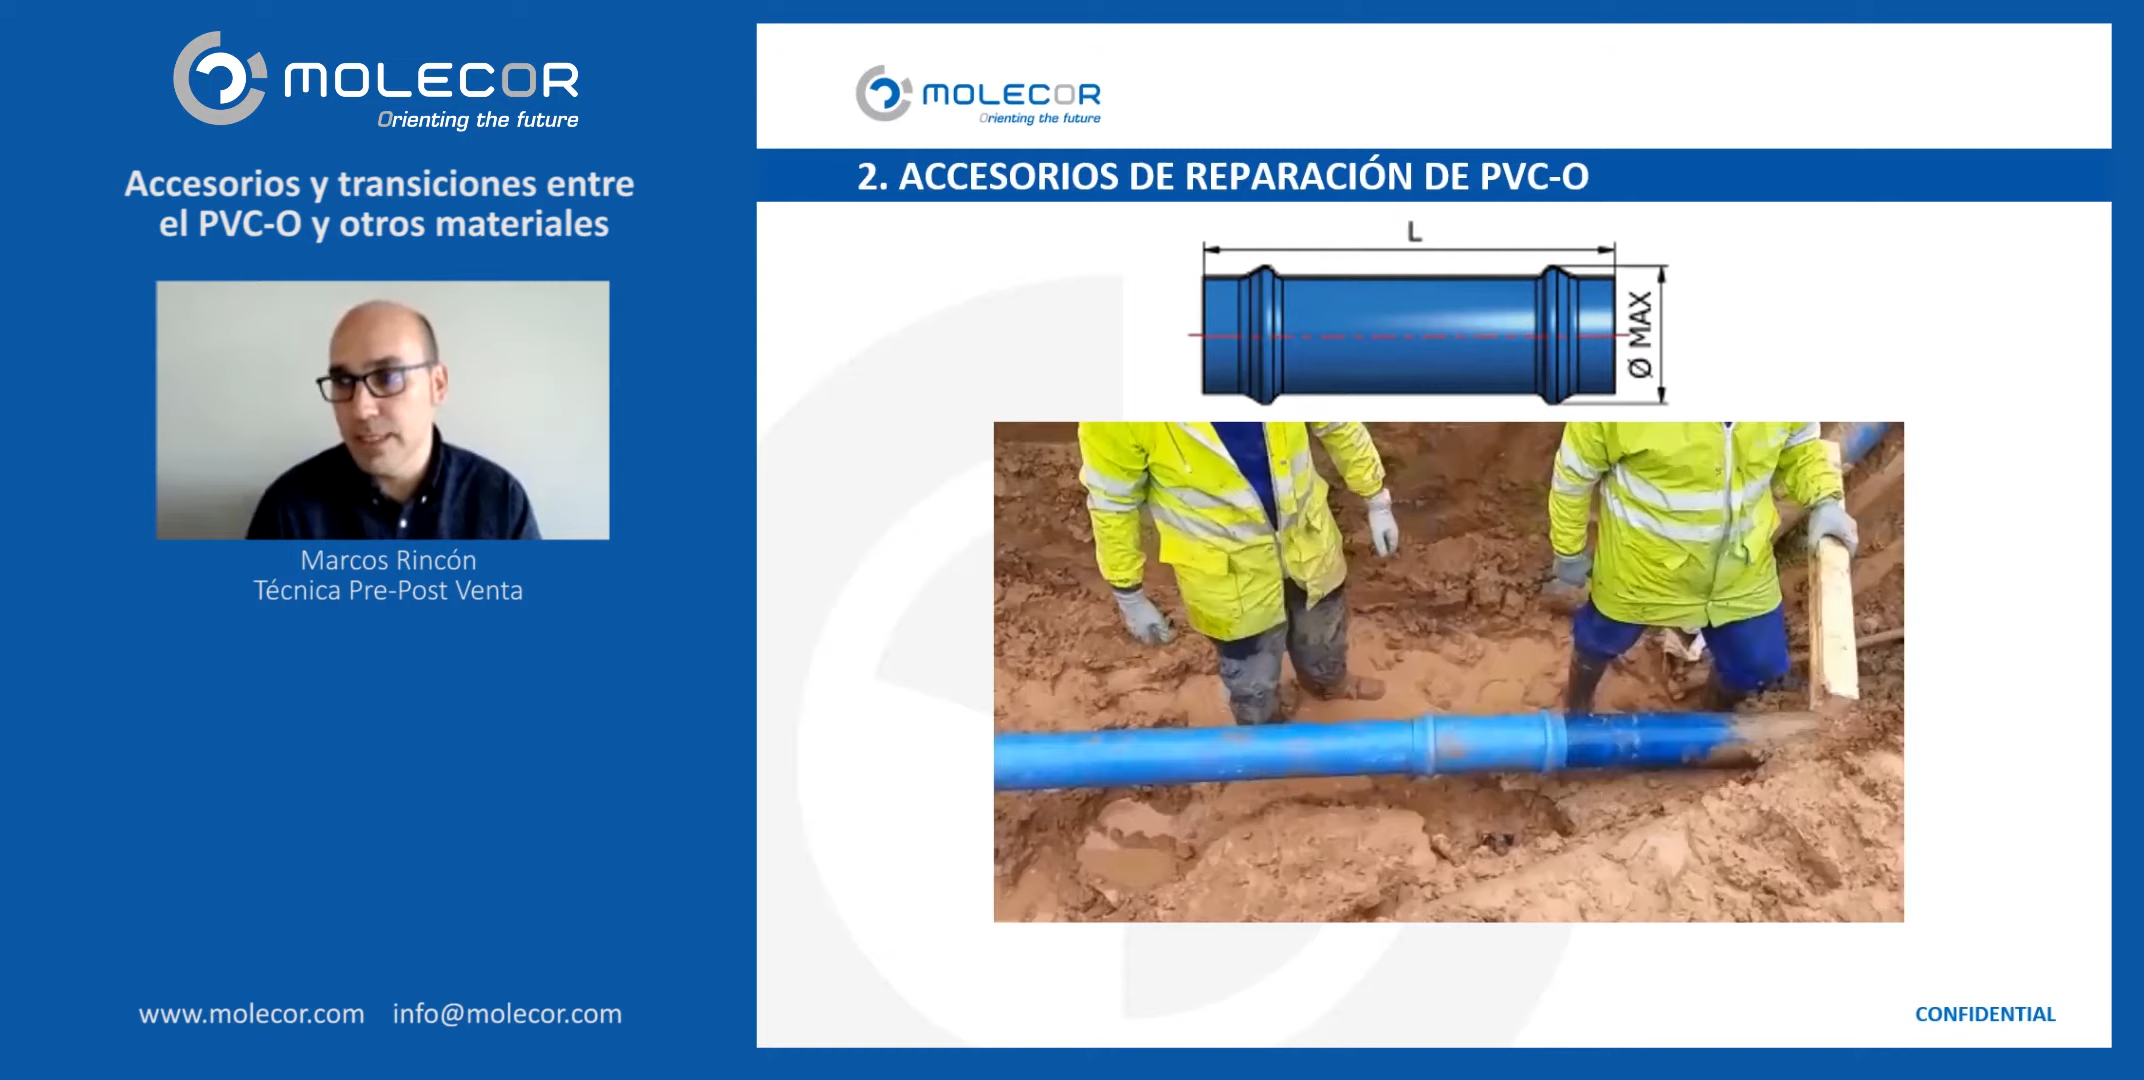 MOLECOR
Orienting the future
Accesorios y transiciones entre
el PVC-O y otros materiales
Marcos Rincón
Técnica Pre-Post Venta
www.molecor.com info@molecor.com
MOLECOR
Orienting the future
2. ACCESORIOS DE REPARACIÓN DE PVC-O
L
Ø MAX
CONFIDENTIAL